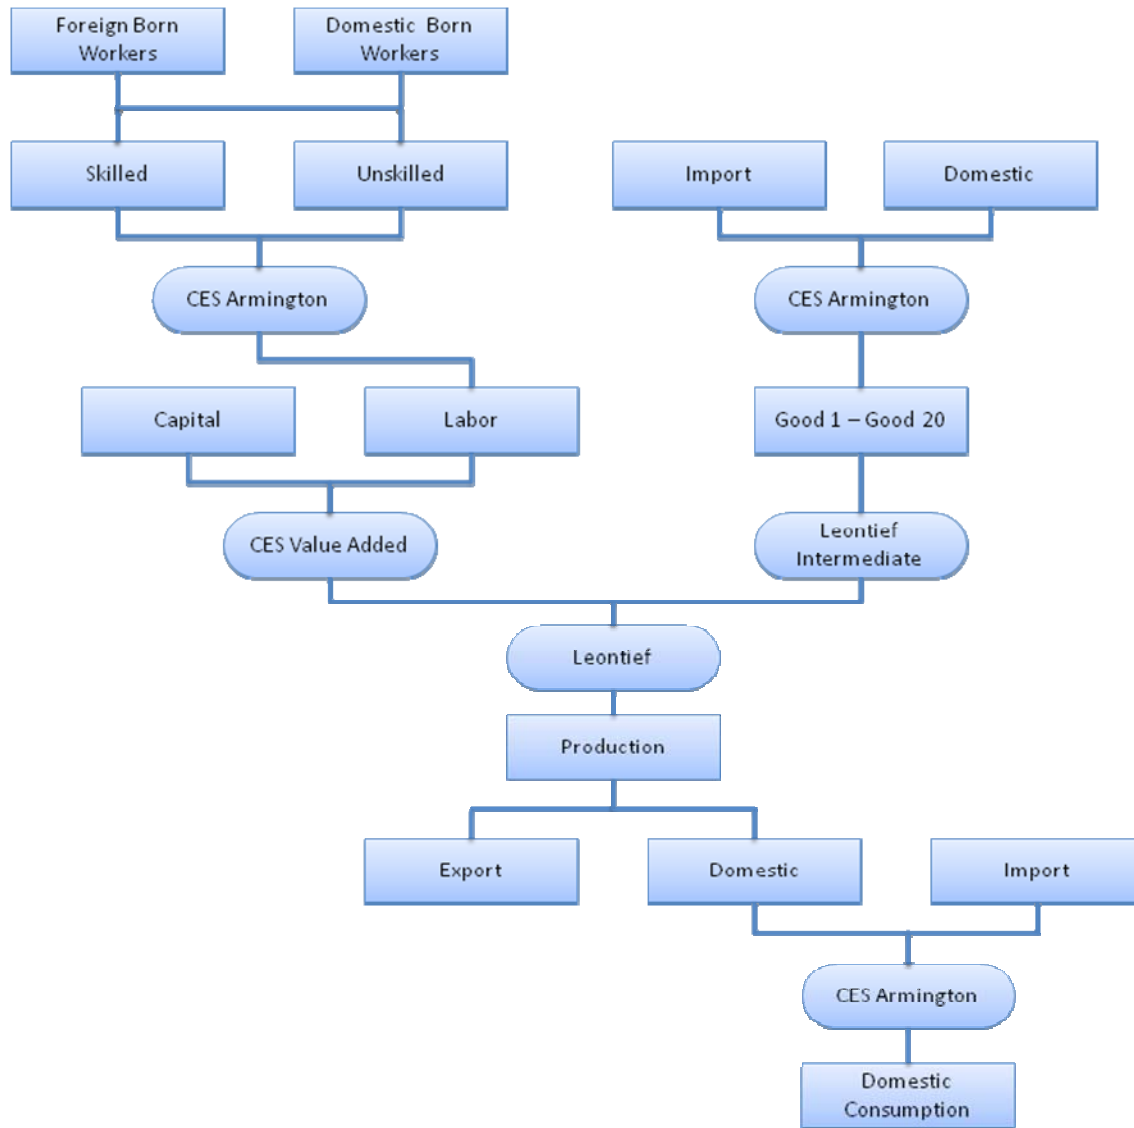 Foreign Born
Workers
Domestic Born
Workers
Skilled
Unskilled
Import
Domestic
CES Armington
CES Armington
Capital
Labor
Good 1 – Good 20
CES Value Added
Leontief
Intermediate
Leontief
Production
Export
Domestic
Import
CES Armington
Domestic
Consumption